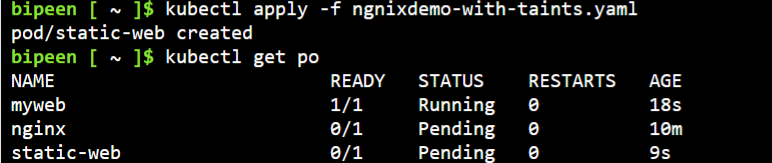 bipeen [ ~ ]$ kubectl apply -f ngnixdemo-with-taints.yaml
pod/static-web created
bipeen [ ~ ]$ kubectl get po
NAME READY STATUS RESTARTS AGE
myweb 1/1 Running 0 18s
nginx 0/1 Pending 0 10m
static-web 0/1 Pending 0 9s